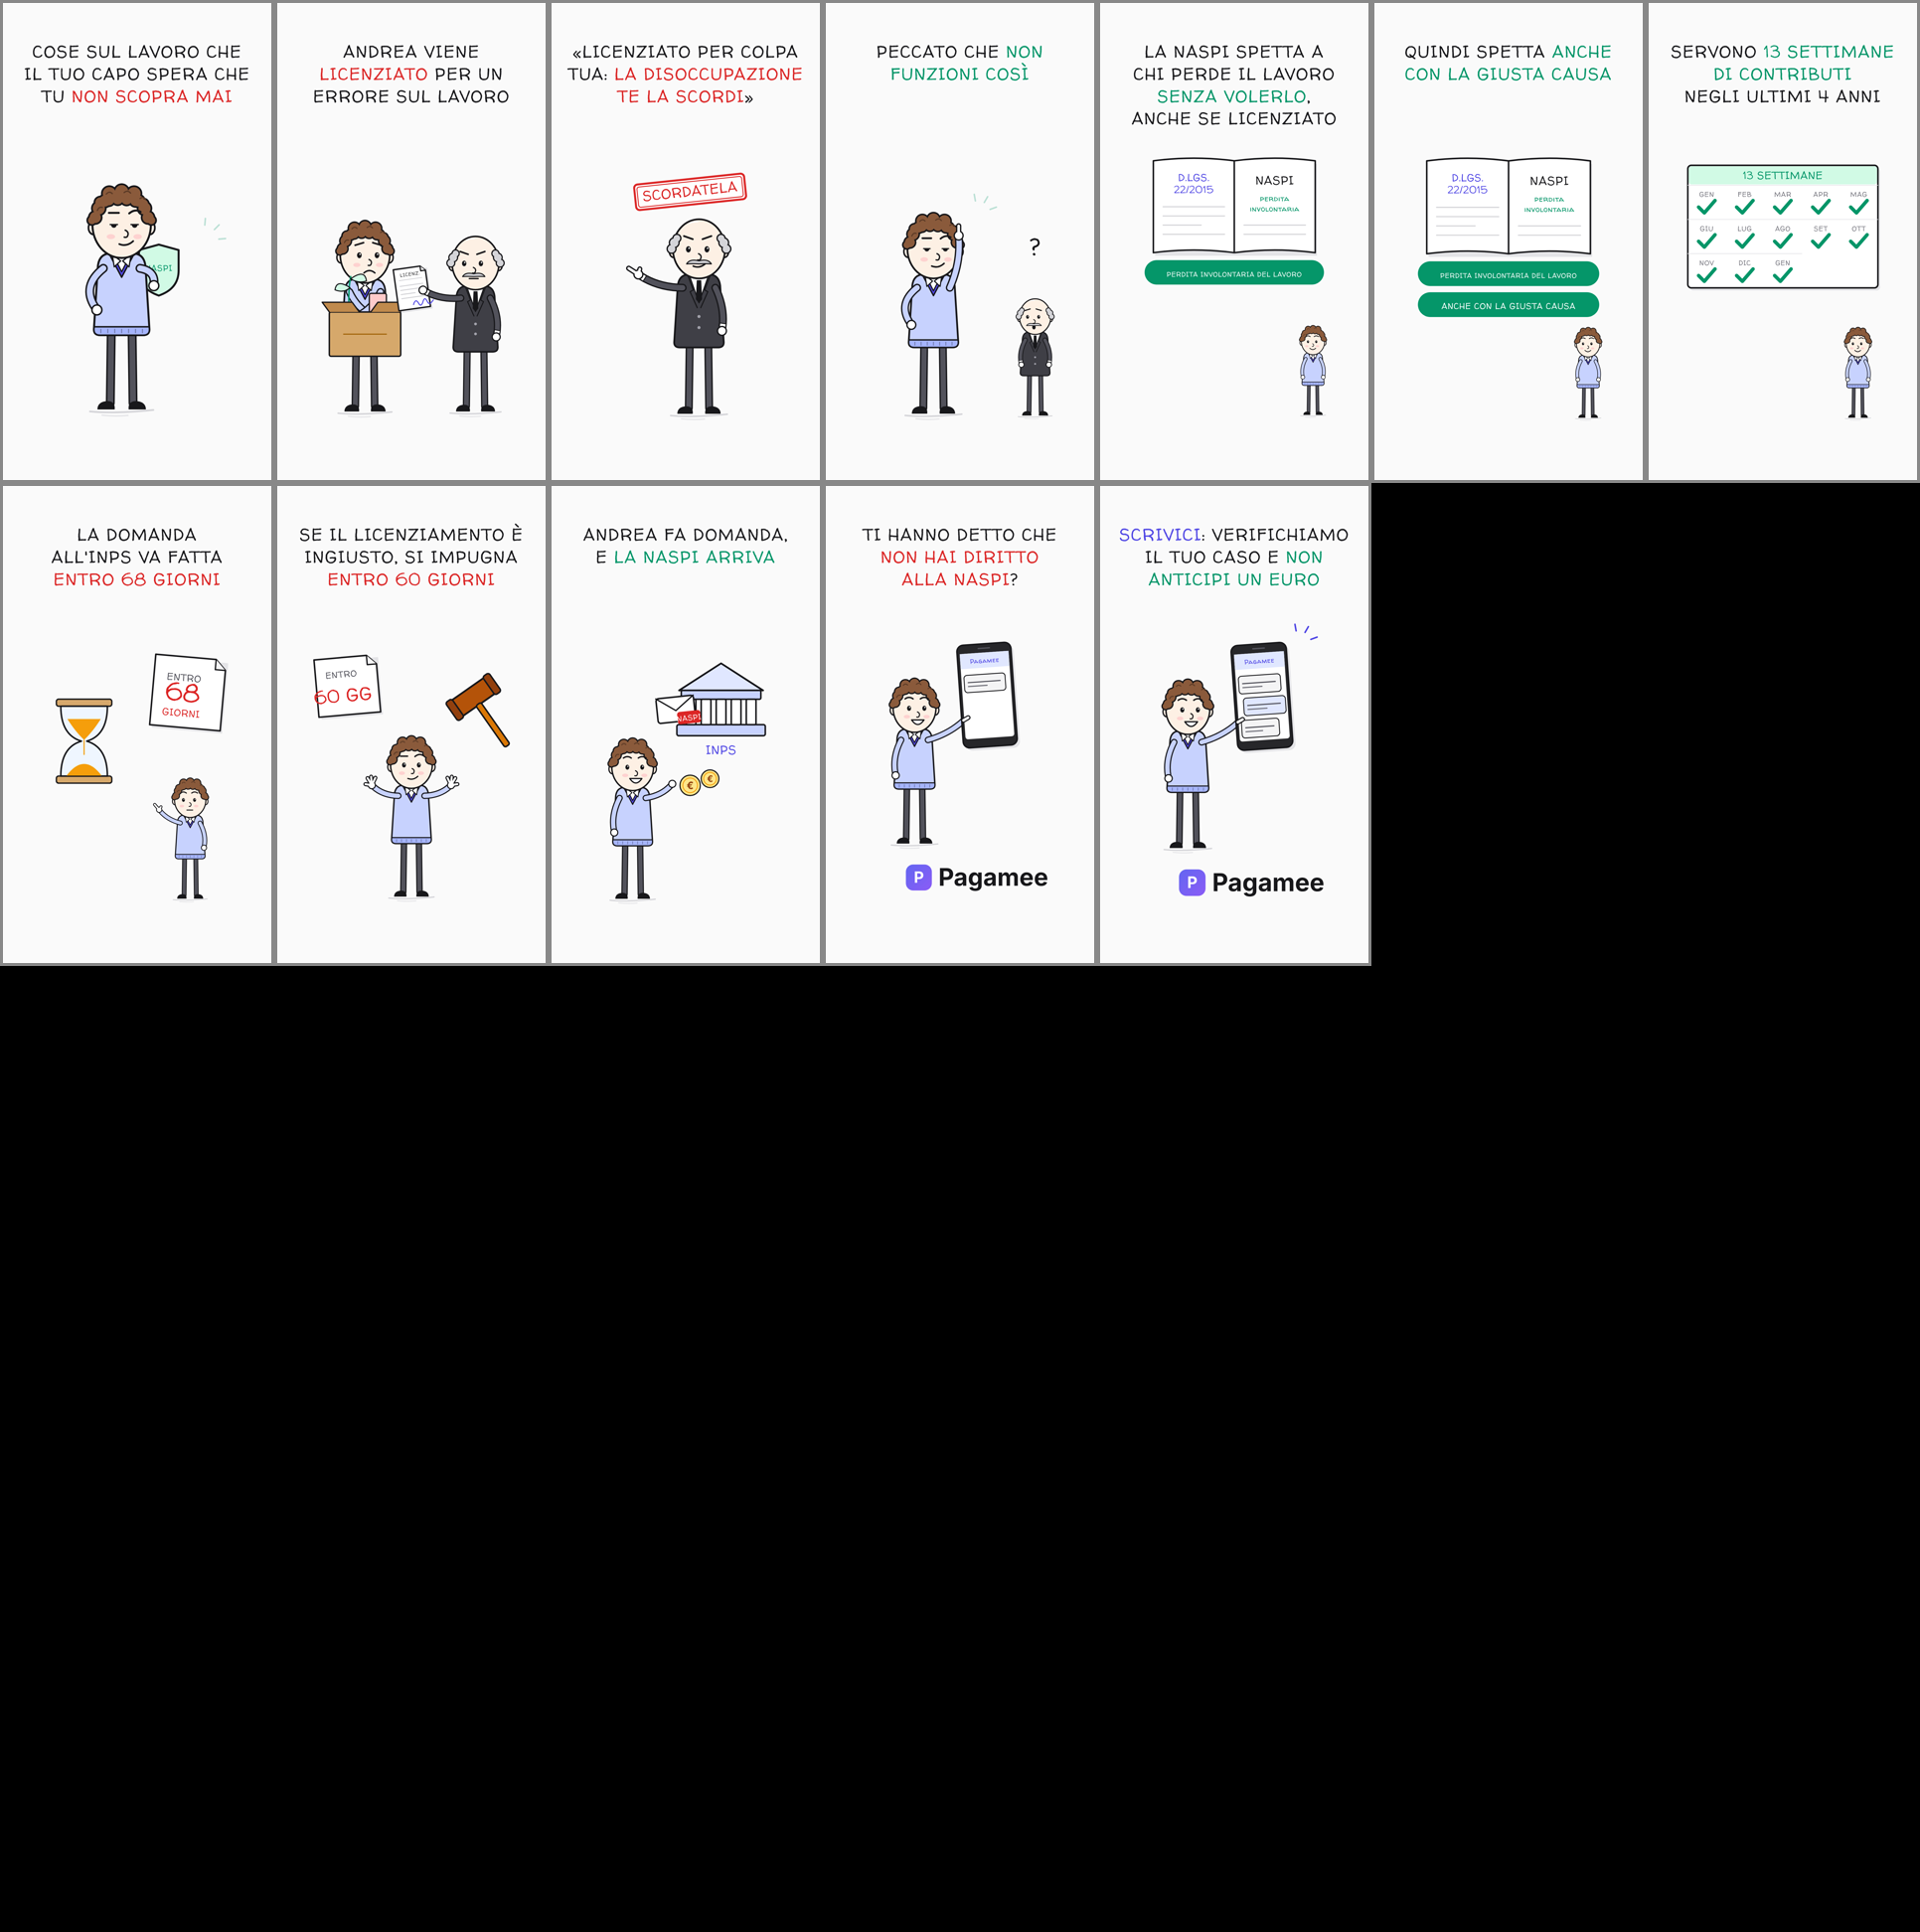 COSE SUL LAVORO CHE
IL TUO CAPO SPERA CHE
TU NON SCOPRA MAI
ASPI
ANDREA VIENE
LICENZIATO PER UN
ERRORE SUL LAVORO
LICENZ
«LICENZIATO PER COLPA
TUA: LA DISOCCUPAZIONE
TE LA SCORDI»
SCORDATELA
PECCATO CHE NON
FUNZIONI COSÌ
?
LA NASPI SPETTA A
CHI PERDE IL LAVORO
SENZA VOLERLO,
ANCHE SE LICENZIATO
D.LGS.
22/2015
NASPI
PERDITA
INVOLONTARIA
PERDITA INVOLONTARIA DEL LAVORO
QUINDI SPETTA ANCHE
CON LA GIUSTA CAUSA
D.LGS.
22/2015
NASPI
PERDITA
INVOLONTARIA
PERDITA INVOLONTARIA DEL LAVORO
ANCHE CON LA GIUSTA CAUSA
SERVONO 13 SETTIMANE
DI CONTRIBUTI
NEGLI ULTIMI 4 ANNI
13 SETTIMANE
GEN FEB MAR APR MAG
GIU LUG AGO SET OTT
NOV DIC GEN
LA DOMANDA
ALL'INPS VA FATTA
ENTRO 68 GIORNI
ENTRO
68
GIORNI
SE IL LICENZIAMENTO È
INGIUSTO, SI IMPUGNA
ENTRO 60 GIORNI
ENTRO
60 GG
ANDREA FA DOMANDA,
E LA NASPI ARRIVA
NASPI
INPS
€ €
TI HANNO DETTO CHE
NON HAI DIRITTO
ALLA NASPI?
PAGAMEE
P Pagamee
SCRIVICI: VERIFICHIAMO
IL TUO CASO E NON
ANTICIPI UN EURO
PAGAMEE
P Pagamee